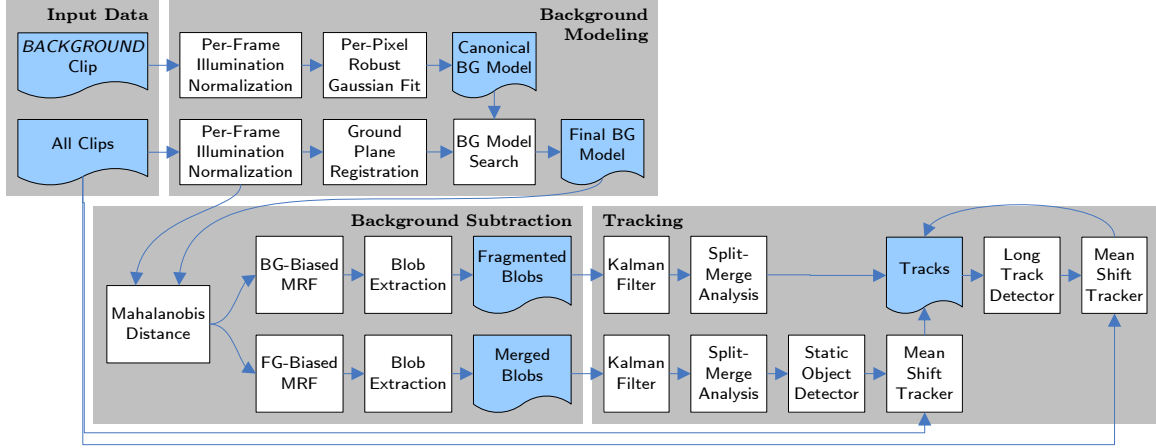 Input Data
BACKGROUND
Clip
All Clips
Background
Modeling
Per-Frame
Illumination
Normalization
Per-Pixel
Robust
Gaussian Fit
Canonical
BG Model
Per-Frame
Illumination
Normalization
Ground
Plane
Registration
BG Model
Search
Final BG
Model
Background Subtraction
Mahalanobis
Distance
BG-Biased
MRF
Blob
Extraction
Fragmented
Blobs
FG-Biased
MRF
Blob
Extraction
Merged
Blobs
Tracking
Kalman
Filter
Split-
Merge
Analysis
Tracks
Long
Track
Detector
Mean
Shift
Tracker
Kalman
Filter
Split-
Merge
Analysis
Static
Object
Detector
Mean
Shift
Tracker